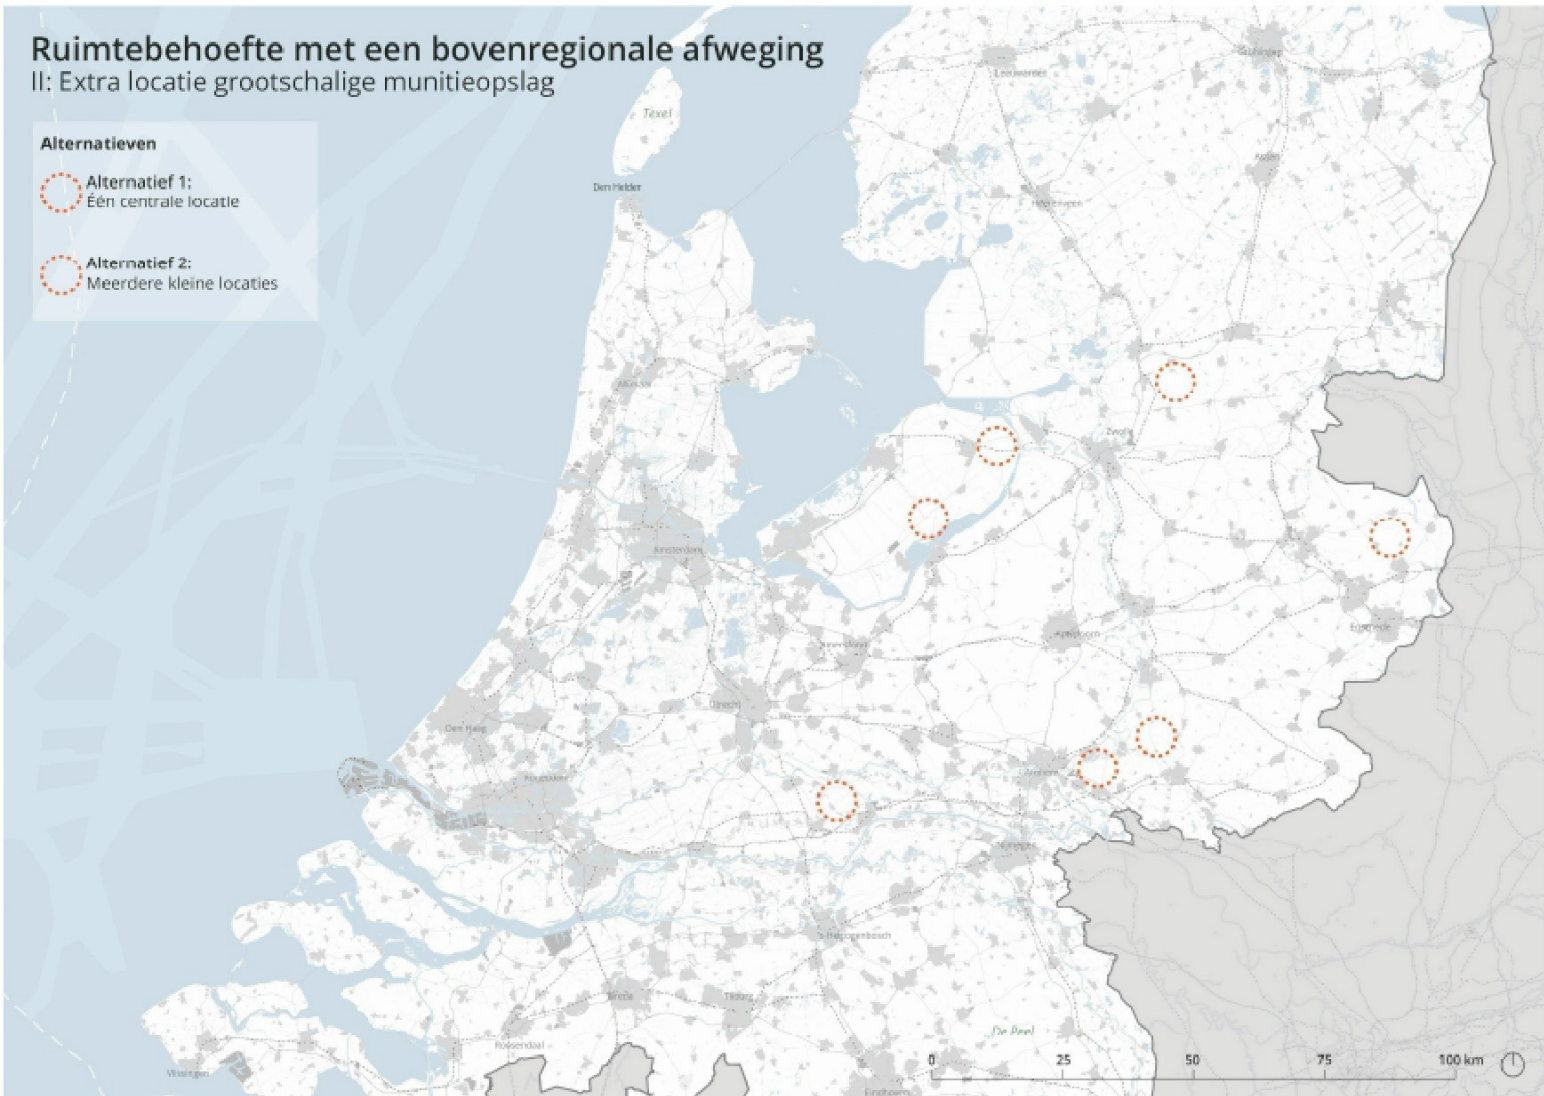 Ruimtebehoefte met een bovenregionale afweging
II: Extra locatie grootschalige munitieopslag
Alternatieven
Alternatief 1:
Één centrale locatie
Alternatief 2:
Meerdere kleine locaties
Texel
Den Helder
Leeuwarden
Groningen
Assen
Heerenveen
Alkmaar
Zwolle
Amsterdam
Enschede
Apeldoorn
Amersfoort
Utrecht
Den Haag
Rotterdam
Arnhem
Nijmegen
's-Hertogenbosch
Breda
Tilburg
De Peel
Roosendaal
Vlissingen
Eindhoven
0 25 50 75 100 km